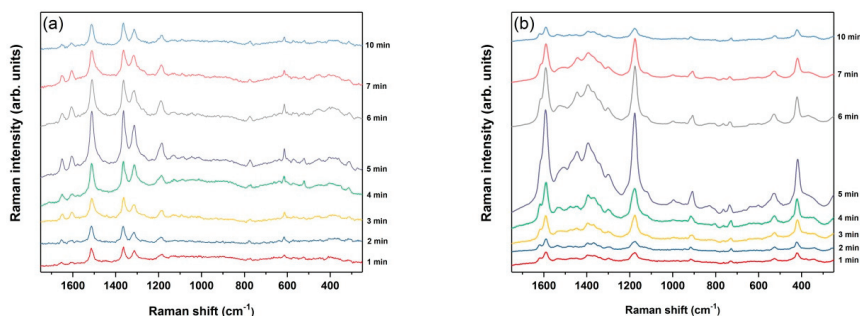 (a)
Raman intensity (arb. units)
10 min
7 min
6 min
5 min
4 min
3 min
2 min
1 min
1600 1400 1200 1000 800 600 400
Raman shift (cm⁻¹)
(b)
Raman intensity (arb. units)
10 min
7 min
6 min
5 min
4 min
3 min
2 min
1 min
1600 1400 1200 1000 800 600 400
Raman shift (cm⁻¹)